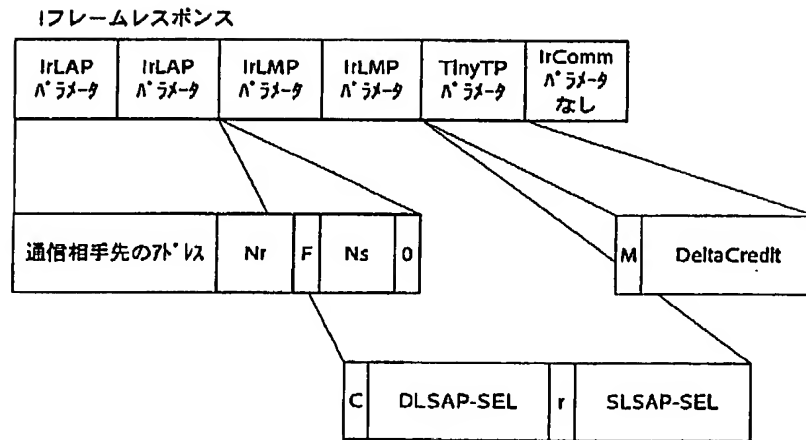 Iフレームレスポンス
IrLAP
パラメータ
IrLAP
パラメータ
IrLMP
パラメータ
IrLMP
パラメータ
TinyTP
パラメータ
IrComm
パラメータ
なし
通信相手先のアドレス
Nr
F
Ns
0
M
DeltaCredit
C
DLSAP-SEL
r
SLSAP-SEL